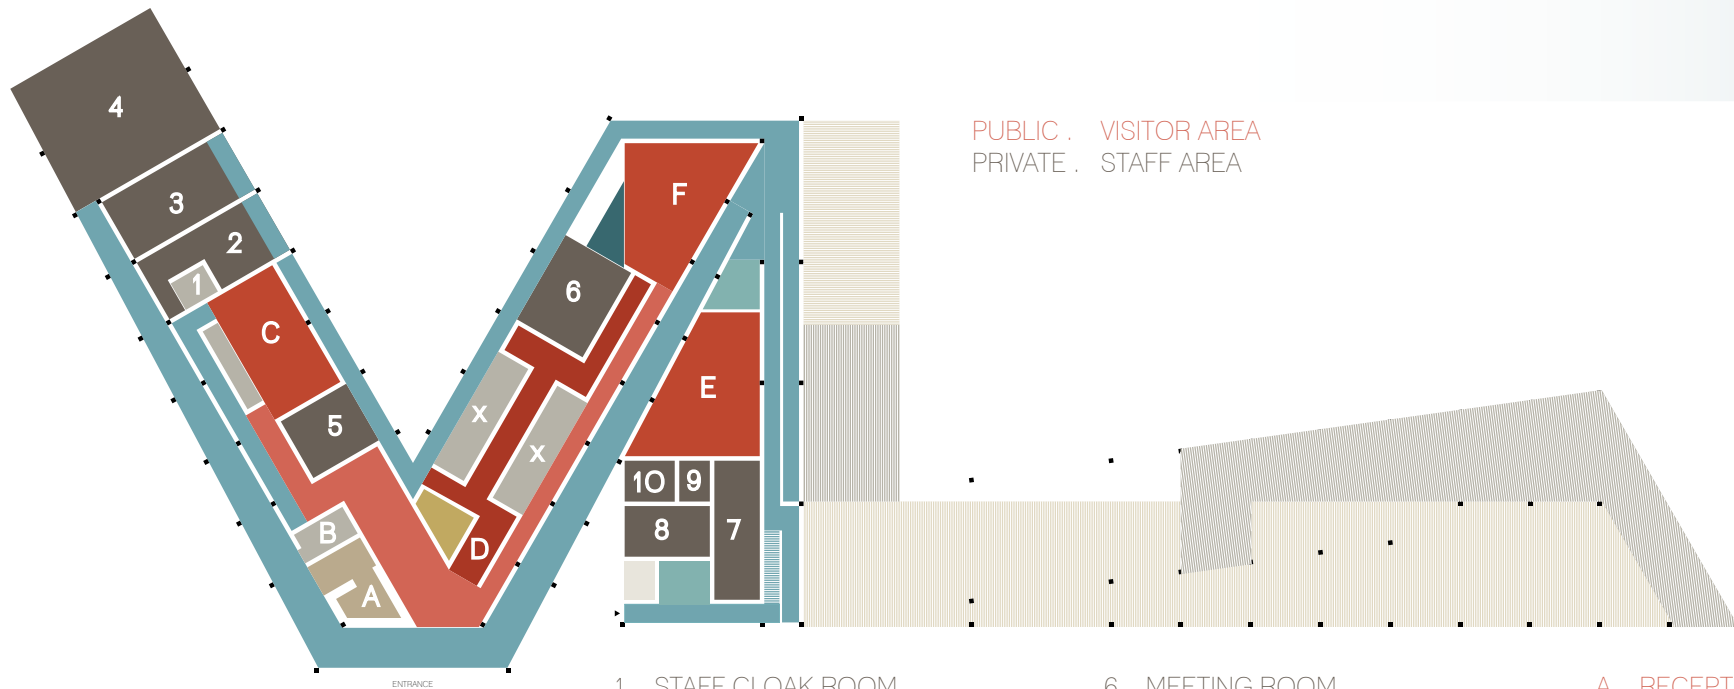 4
PUBLIC . VISITOR AREA
PRIVATE . STAFF AREA
3
F
2
1
6
C
E
X
5
X
10 9
8 7
B
D
A
ENTRANCE
1 STAFF CLOAK ROOM 6 MEETING ROOM A RECEPT